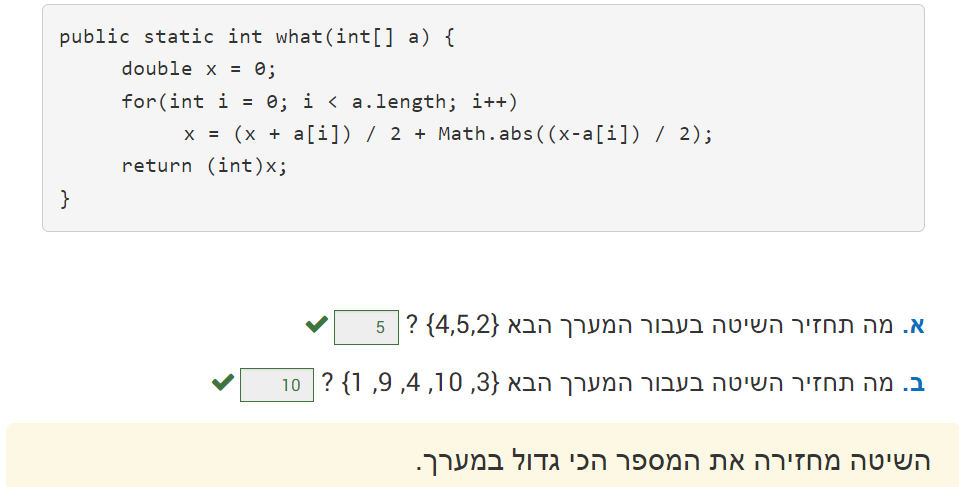 public static int what(int[] a) {
double x = 0;
for(int i = 0; i < a.length; i++)
x = (x + a[i]) / 2 + Math.abs((x-a[i]) / 2);
return (int)x;
}
א. מה תחזיר השיטה בעבור המערך הבא {4,5,2} ? 5
ב. מה תחזיר השיטה בעבור המערך הבא {3, 10, 4, 9, 1} ? 10
השיטה מחזירה את המספר הכי גדול במערך.